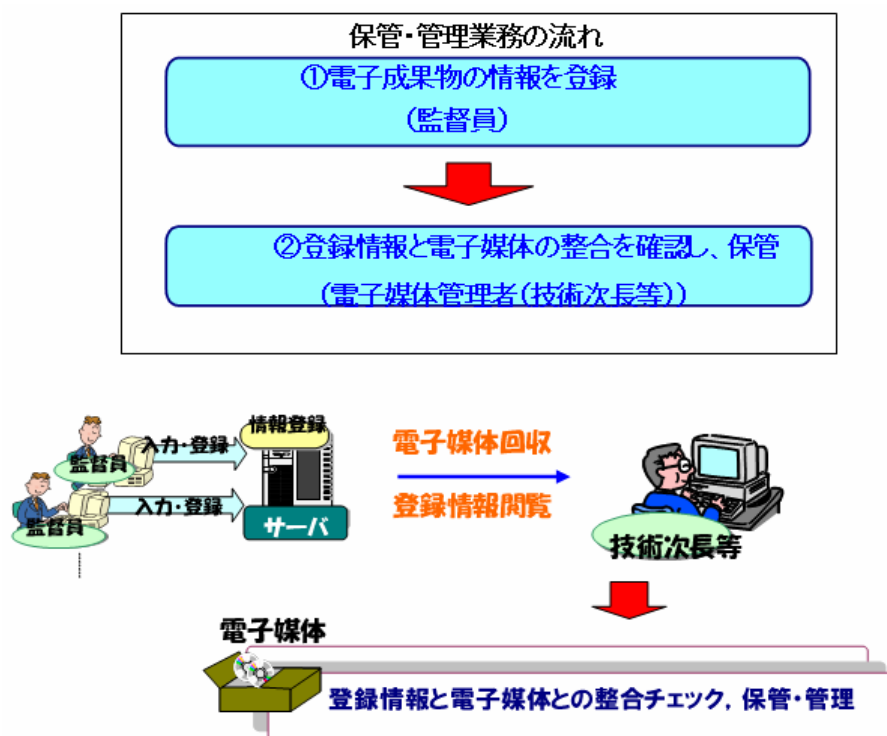 保管・管理業務の流れ
①電子成果物の情報を登録
(監督員)
②登録情報と電子媒体の整合を確認し、保管
(電子媒体管理者(技術次長等))
情報登録
監督員
入力・登録
監督員
入力・登録
サーバ
電子媒体回収
登録情報閲覧
技術次長等
電子媒体
登録情報と電子媒体との整合チェック,保管・管理